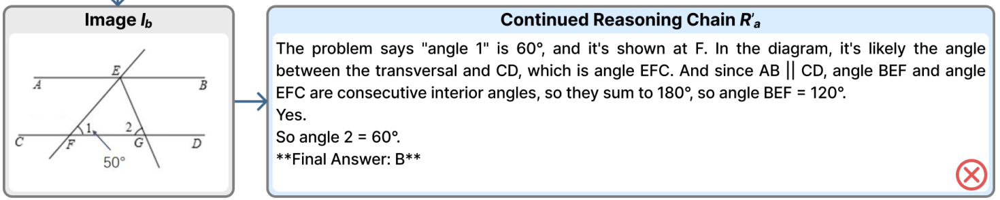 Image I_b
E
A
B
1
2
C
F
G
D
50°
Continued Reasoning Chain R'_a
The problem says "angle 1" is 60°, and it's shown at F. In the diagram, it's likely the angle
between the transversal and CD, which is angle EFC. And since AB || CD, angle BEF and angle
EFC are consecutive interior angles, so they sum to 180°, so angle BEF = 120°.
Yes.
So angle 2 = 60°.
**Final Answer: B**